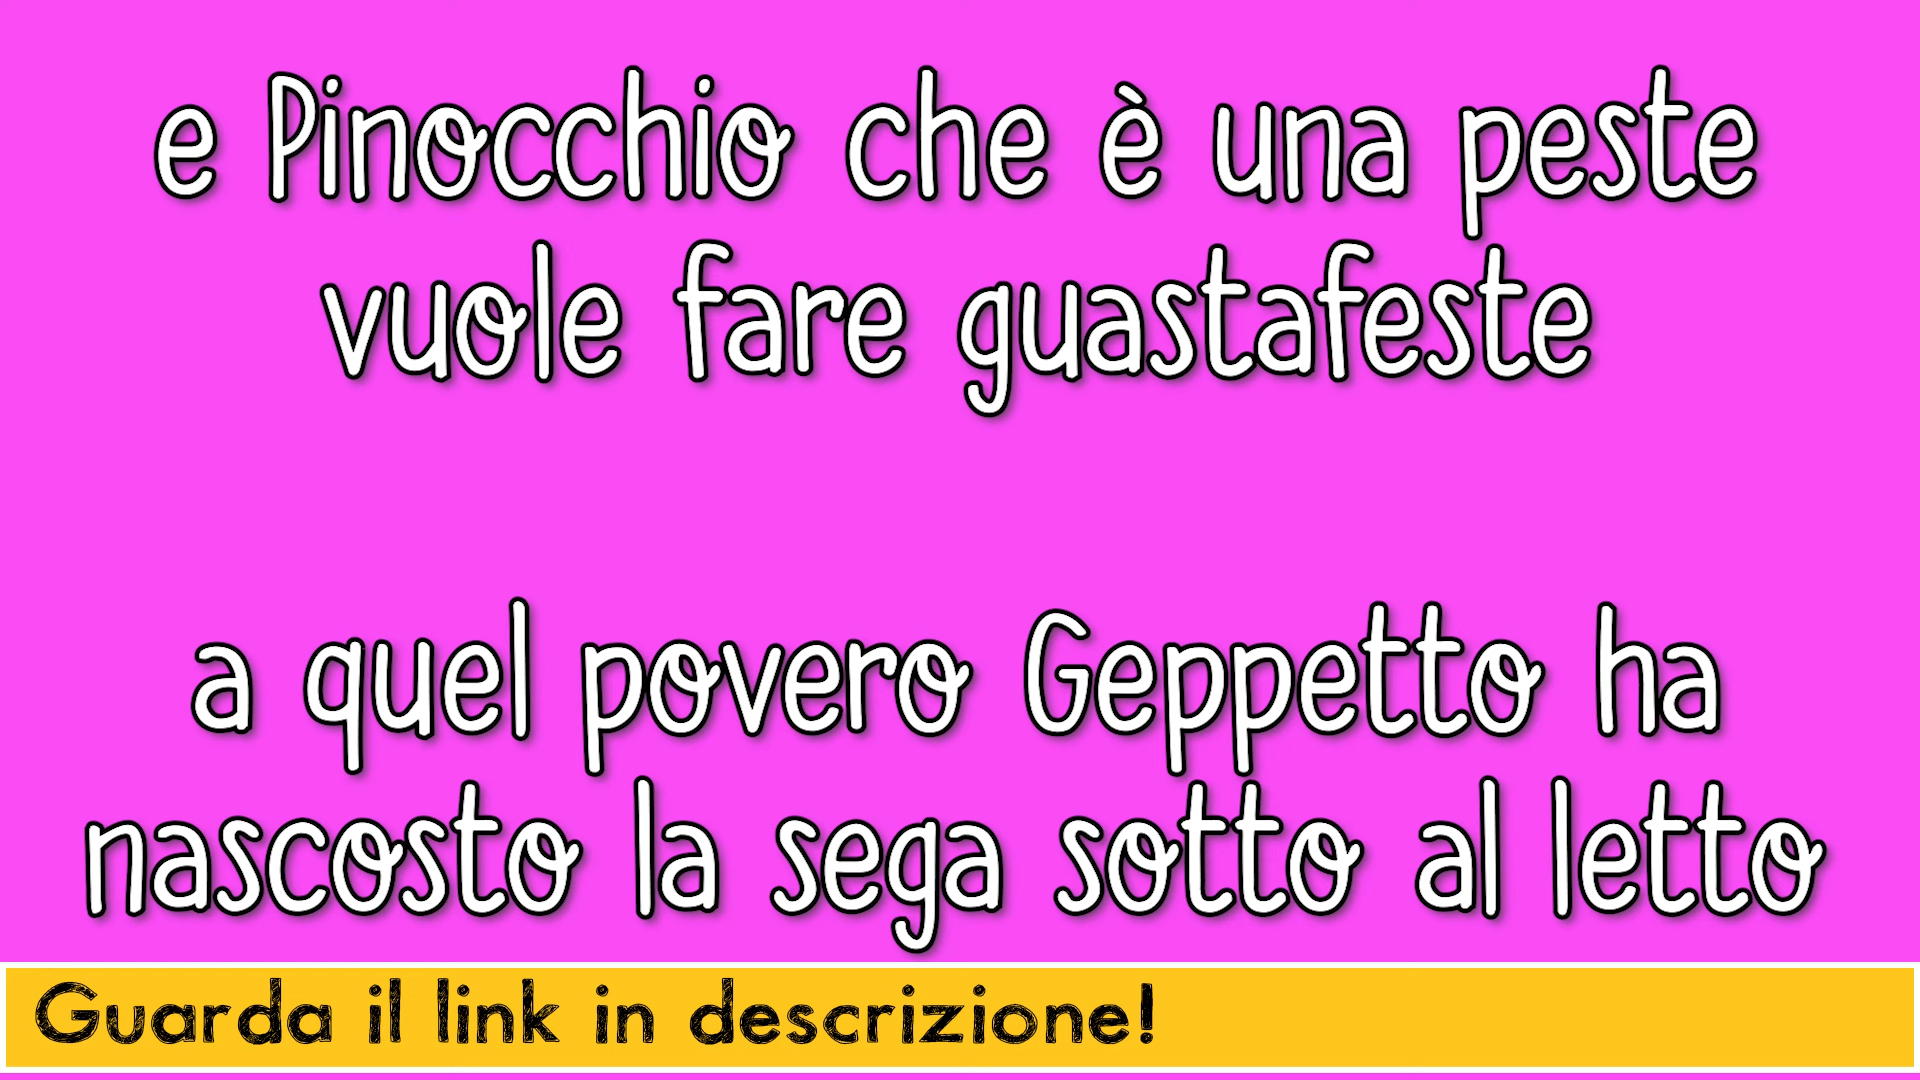 e Pinocchio che è una peste
vuole fare guastafeste
a quel povero Geppetto ha
nascosto la sega sotto al letto
Guarda il link in descrizione!